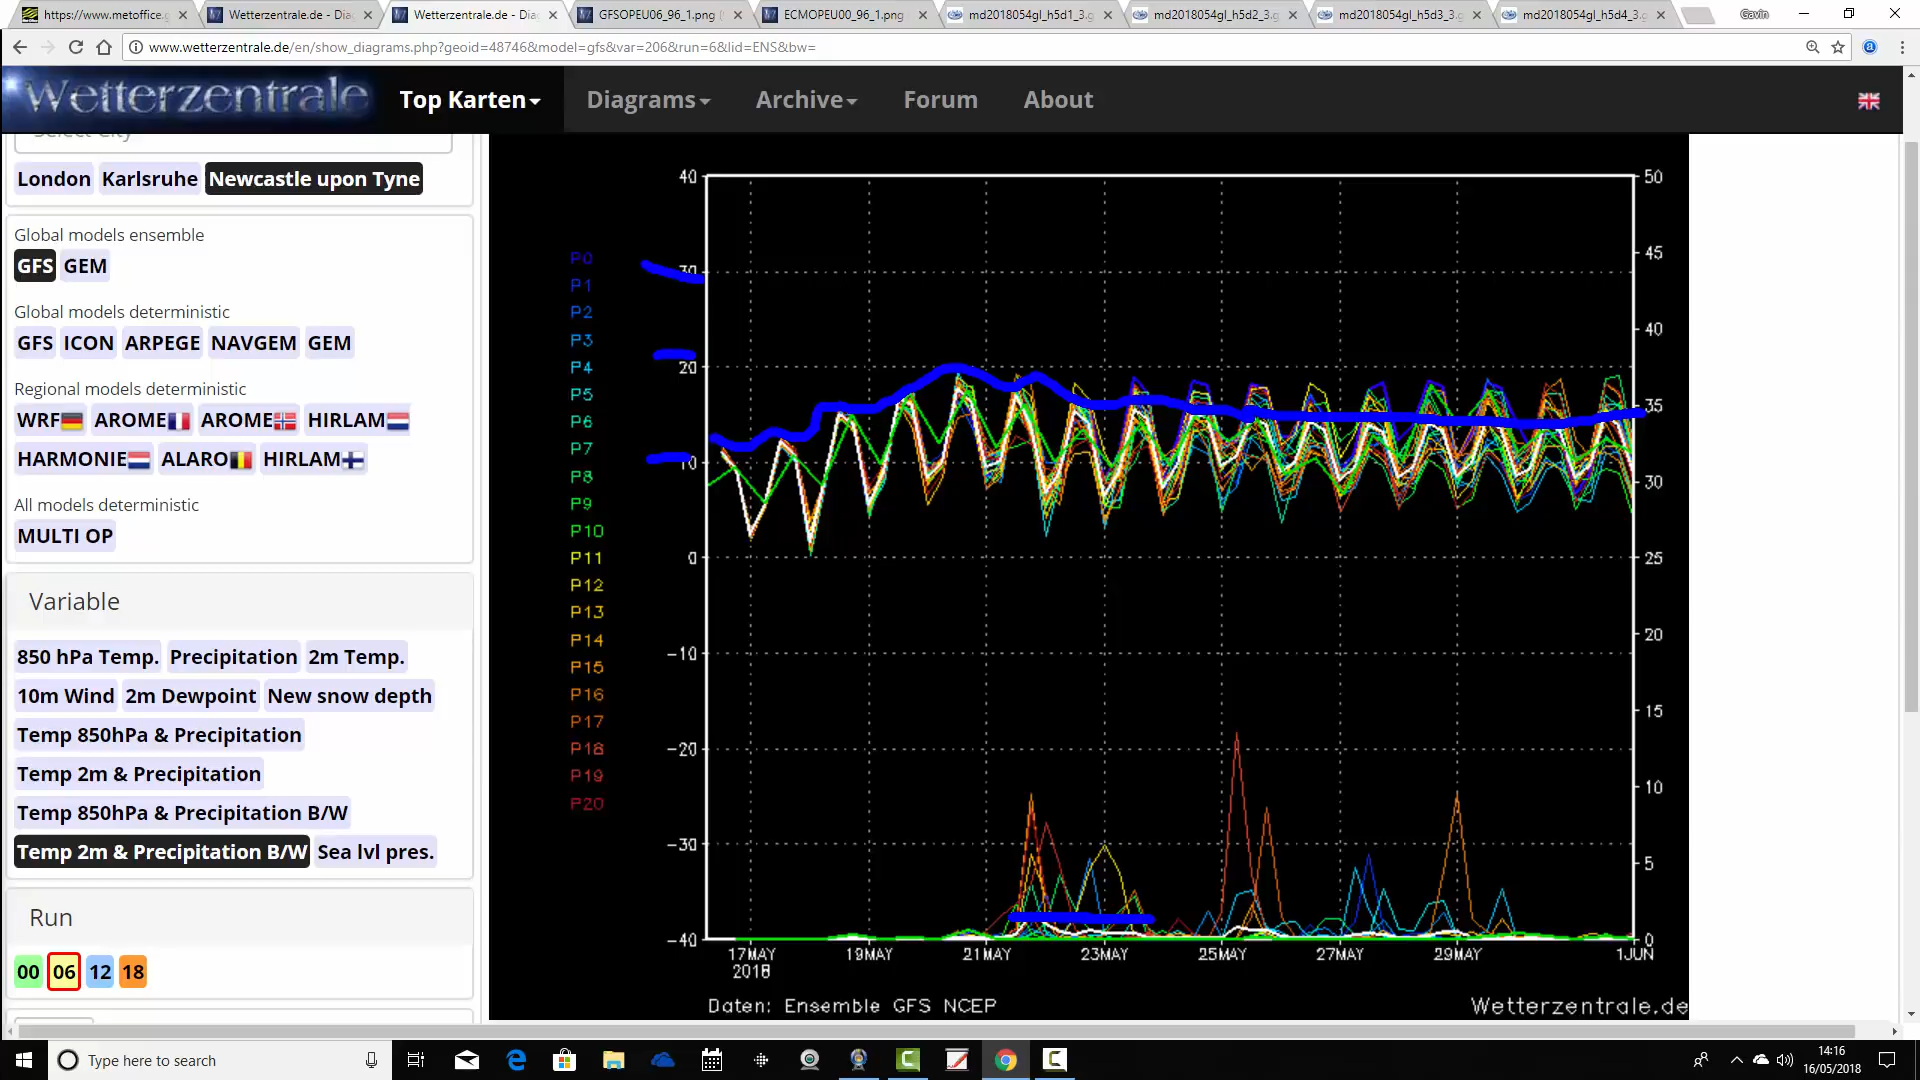 https://www.metoffice.g
Wetterzentrale.de - Dia
Wetterzentrale.de - Dia
GFSOPEU06_96_1.png (
ECMOPEU00_96_1.png
md2018054gl_h5d1_3.g
md2018054gl_h5d2_3.g
md2018054gl_h5d3_3.g
md2018054gl_h5d4_3.g
Gavin
www.wetterzentrale.de/en/show_diagrams.php?geoid=48746&model=gfs&var=206&run=6&lid=ENS&bw=
Wetterzentrale
Top Karten
Diagrams
Archive
Forum
About
Select City
London
Karlsruhe
Newcastle upon Tyne
Global models ensemble
GFS
GEM
Global models deterministic
GFS
ICON
ARPEGE
NAVGEM
GEM
Regional models deterministic
WRF
AROME
AROME
HIRLAM
HARMONIE
ALARO
HIRLAM
All models deterministic
MULTI OP
Variable
850 hPa Temp.
Precipitation
2m Temp.
10m Wind
2m Dewpoint
New snow depth
Temp 850hPa & Precipitation
Temp 2m & Precipitation
Temp 850hPa & Precipitation B/W
Temp 2m & Precipitation B/W
Sea lvl pres.
Run
00
06
12
18
P0
P1
P2
P3
P4
P5
P6
P7
P8
P9
P10
P11
P12
P13
P14
P15
P16
P17
P18
P19
P20
40
30
20
10
0
-10
-20
-30
-40
50
45
40
35
30
25
20
15
10
5
0
17MAY
2018
19MAY
21MAY
23MAY
25MAY
27MAY
29MAY
1JUN
Daten: Ensemble GFS NCEP
Wetterzentrale.de
Type here to search
14:16
16/05/2018